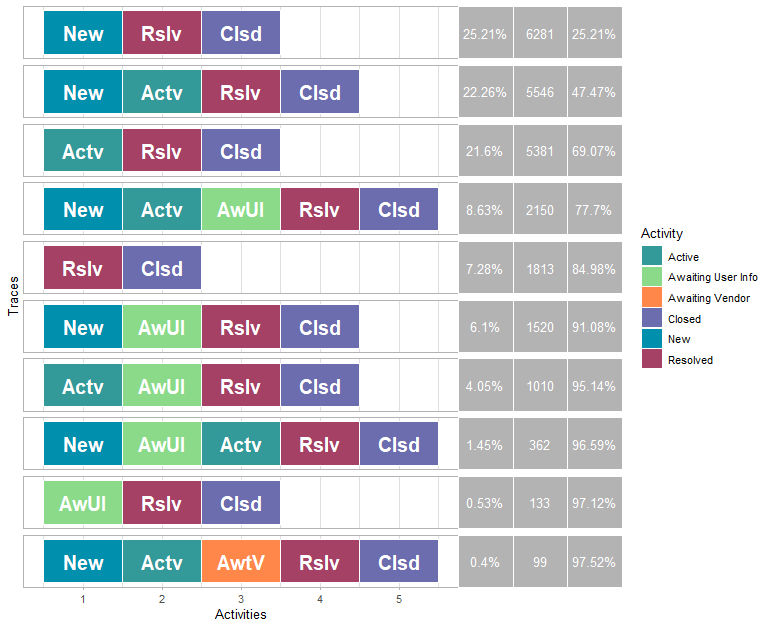 New Rslv Clsd 25.21% 6281 25.21%
New Actv Rslv Clsd 22.26% 5546 47.47%
Actv Rslv Clsd 21.6% 5381 69.07%
New Actv AwUI Rslv Clsd 8.63% 2150 77.7%
Rslv Clsd 7.28% 1813 84.98%
New AwUI Rslv Clsd 6.1% 1520 91.08%
Actv AwUI Rslv Clsd 4.05% 1010 95.14%
New AwUI Actv Rslv Clsd 1.45% 362 96.59%
AwUI Rslv Clsd 0.53% 133 97.12%
New Actv AwtV Rslv Clsd 0.4% 99 97.52%
1 2 3 4 5
Activities
Traces
Activity
Active
Awaiting User Info
Awaiting Vendor
Closed
New
Resolved